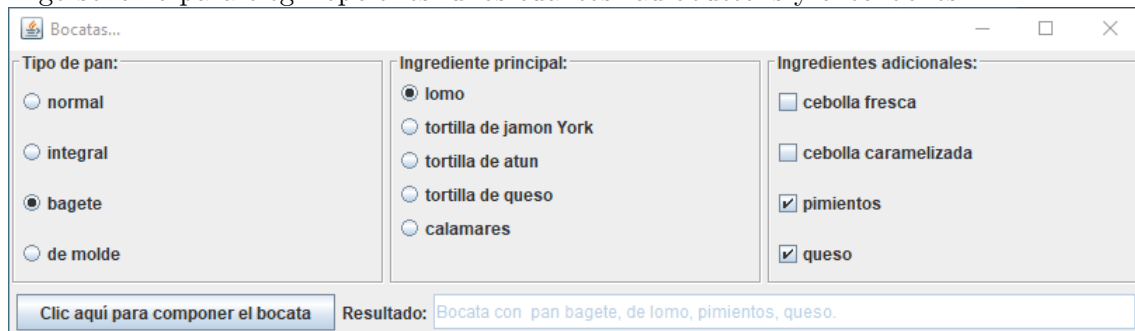 Bocatas...
Tipo de pan:
normal
integral
bagete
de molde
Ingrediente principal:
lomo
tortilla de jamon York
tortilla de atun
tortilla de queso
calamares
Ingredientes adicionales:
cebolla fresca
cebolla caramelizada
pimientos
queso
Clic aquí para componer el bocata Resultado: Bocata con pan bagete, de lomo, pimientos, queso.